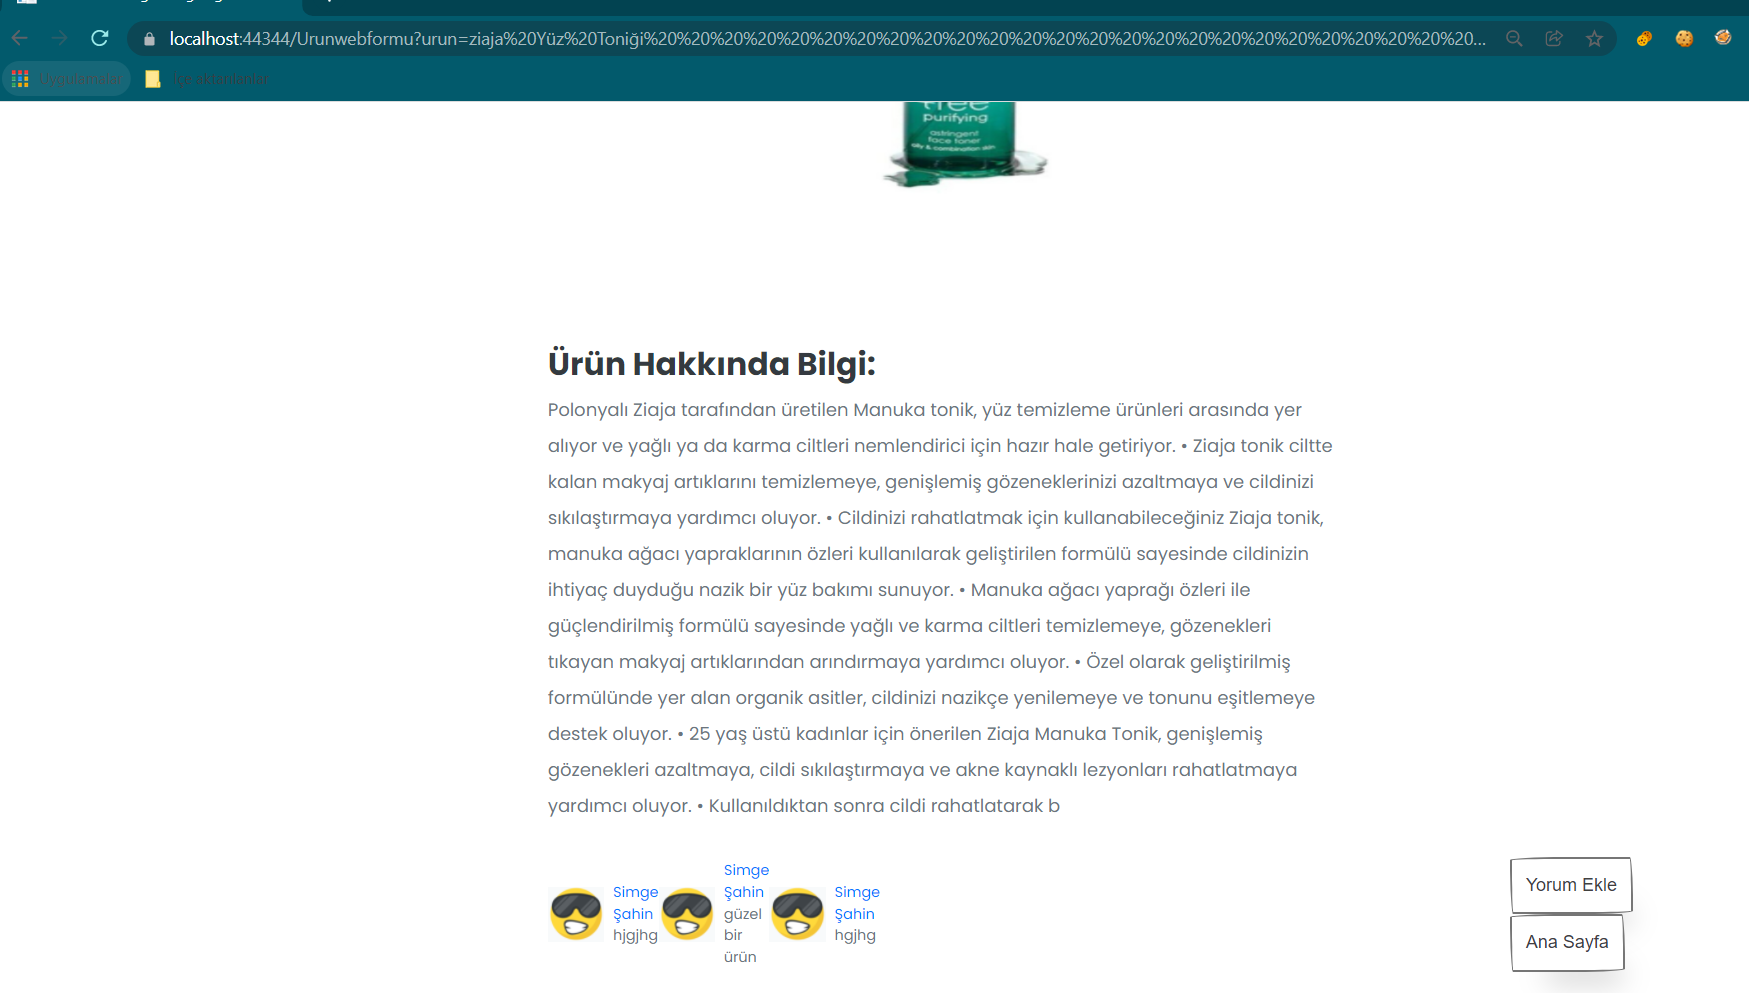 localhost:44344/Urunwebformu?urun=ziaja%20Yüz%20Toniği%20%20%20%20%20%20%20%20%20%20%20%20%20%20%20%20%20%20%20%20%20%20%20%20%20...
Uygulamalar
İçe aktarılanlar
tree
purifying
astringent
face toner
oily & combination skin
Ürün Hakkında Bilgi:
Polonyalı Ziaja tarafından üretilen Manuka tonik, yüz temizleme ürünleri arasında yer
alıyor ve yağlı ya da karma ciltleri nemlendirici için hazır hale getiriyor. • Ziaja tonik ciltte
kalan makyaj artıklarını temizlemeye, genişlemiş gözeneklerinizi azaltmaya ve cildinizi
sıkılaştırmaya yardımcı oluyor. • Cildinizi rahatlatmak için kullanabileceğiniz Ziaja tonik,
manuka ağacı yapraklarının özleri kullanılarak geliştirilen formülü sayesinde cildinizin
ihtiyaç duyduğu nazik bir yüz bakımı sunuyor. • Manuka ağacı yaprağı özleri ile
güçlendirilmiş formülü sayesinde yağlı ve karma ciltleri temizlemeye, gözenekleri
tıkayan makyaj artıklarından arındırmaya yardımcı oluyor. • Özel olarak geliştirilmiş
formülünde yer alan organik asitler, cildinizi nazikçe yenilemeye ve tonunu eşitlemeye
destek oluyor. • 25 yaş üstü kadınlar için önerilen Ziaja Manuka Tonik, genişlemiş
gözenekleri azaltmaya, cildi sıkılaştırmaya ve akne kaynaklı lezyonları rahatlatmaya
yardımcı oluyor. • Kullanıldıktan sonra cildi rahatlatarak b
Simge
Şahin
hjgjhg
Simge
Şahin
güzel
bir
ürün
Simge
Şahin
hgjhg
Yorum Ekle
Ana Sayfa